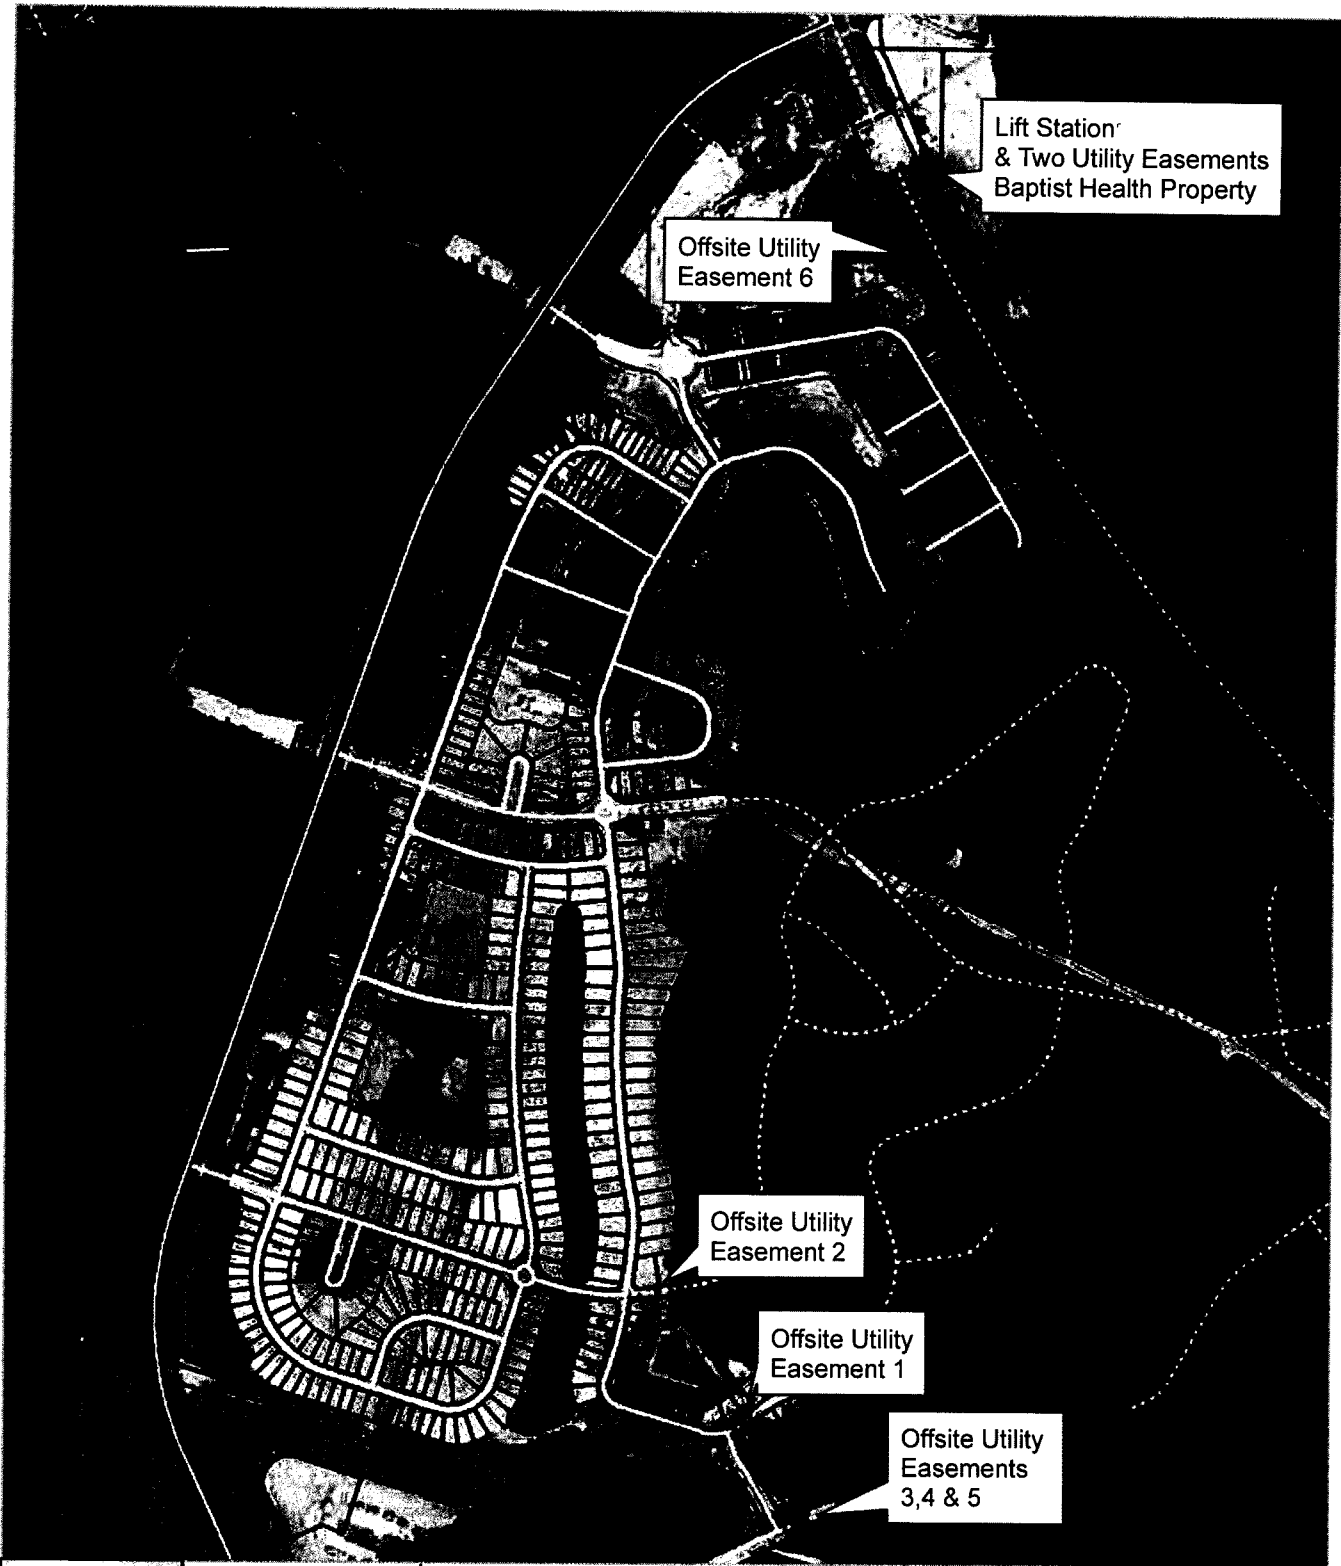 Lift Station
& Two Utility Easements
Baptist Health Property
Offsite Utility
Easement 6
Offsite Utility
Easement 2
Offsite Utility
Easement 1
Offsite Utility
Easements
3,4 & 5